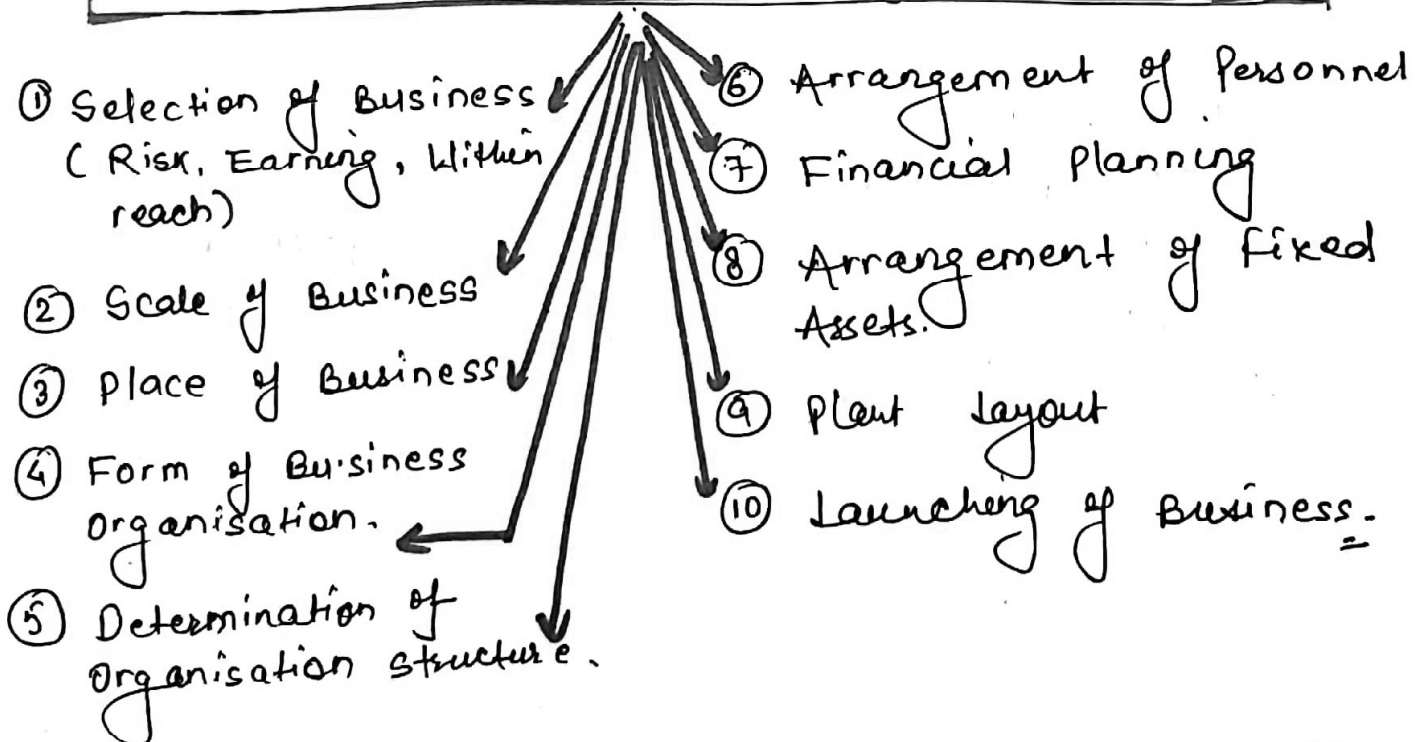 ① Selection of Business
( Risk, Earning, Within
reach)
② Scale of Business
③ Place of Business
④ Form of Business
organisation.
⑤ Determination of
Organisation structure.
⑥ Arrangement of Personnel
⑦ Financial Planning
⑧ Arrangement of Fixed
Assets.
⑨ Plant Layout
⑩ Launching of Business.